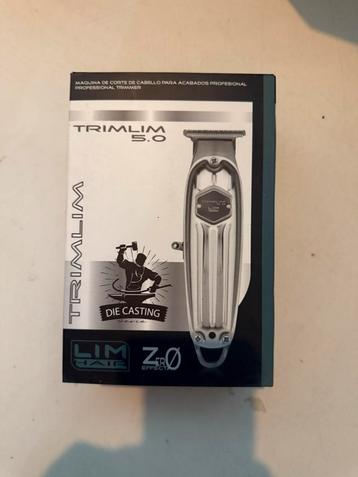 MAQUINA DE CORTE DE CABELLO PARA ACABADOS PROFESIONAL
PROFESSIONAL TRIMMER
TRIMLIM
5.0
TRIMLIM
DIE CASTING
LIM
HAIR
ZER0
EFFECT